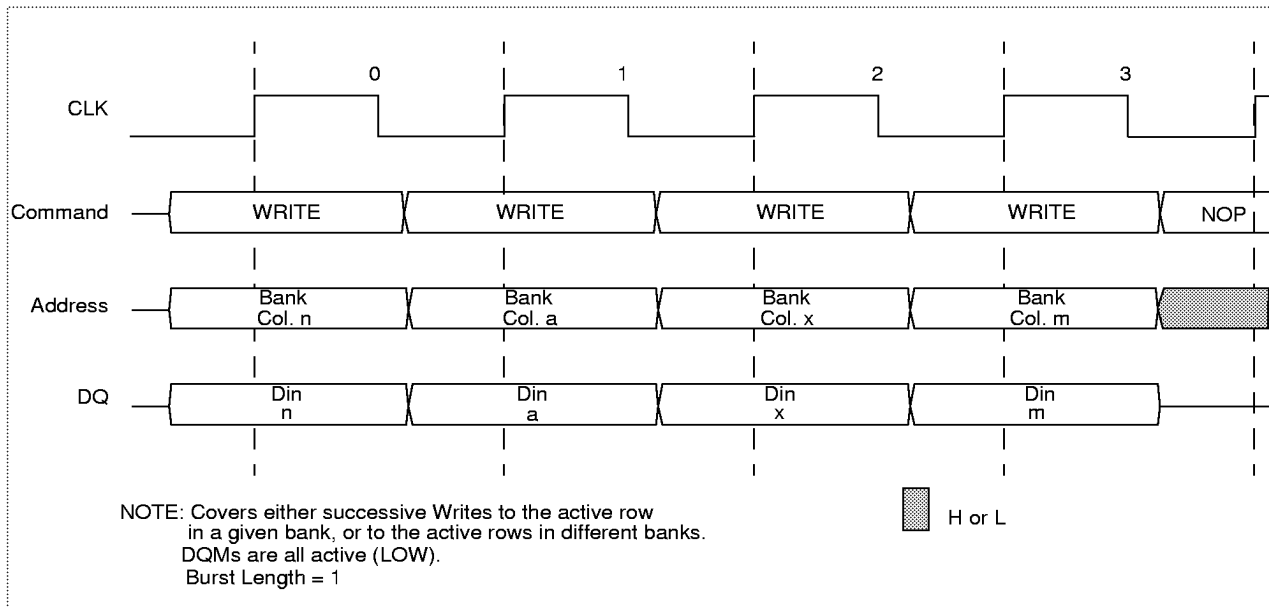 0 1 2 3
CLK
Command WRITE WRITE WRITE WRITE NOP
Bank Bank Bank Bank
Address
Col. n Col. a Col. x Col. m
Din Din Din Din
DQ
n a x m
NOTE: Covers either successive Writes to the active row
in a given bank, or to the active rows in different banks.
DQMs are all active (LOW).
Burst Length = 1
H or L